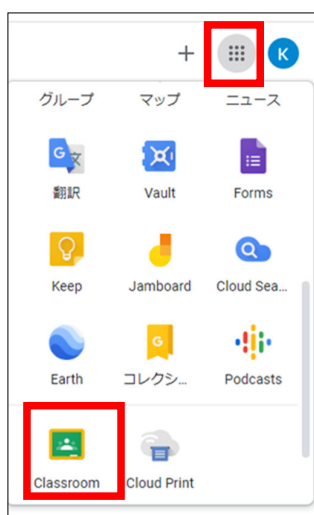 K
グループ マップ ニュース
G 文
翻訳 Vault Forms
Keep Jamboard Cloud Sea...
G
Earth コレクシ... Podcasts
Classroom Cloud Print